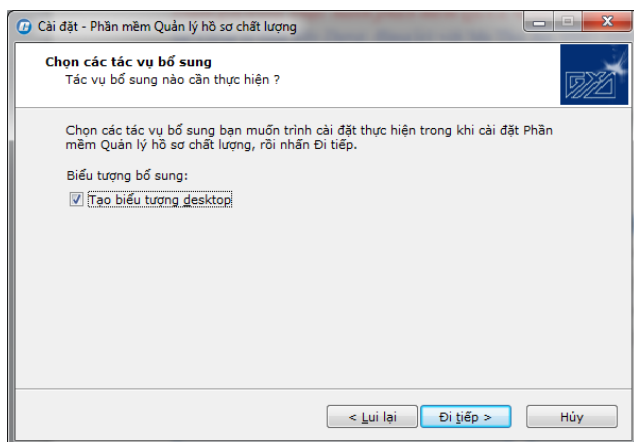 Cài đặt - Phần mềm Quản lý hồ sơ chất lượng
Chọn các tác vụ bổ sung
Tác vụ bổ sung nào cần thực hiện ?
Chọn các tác vụ bổ sung bạn muốn trình cài đặt thực hiện trong khi cài đặt Phần
mềm Quản lý hồ sơ chất lượng, rồi nhấn Đi tiếp.
Biểu tượng bổ sung:
Tạo biểu tượng desktop
< Lui lại Đi tiếp > Hủy